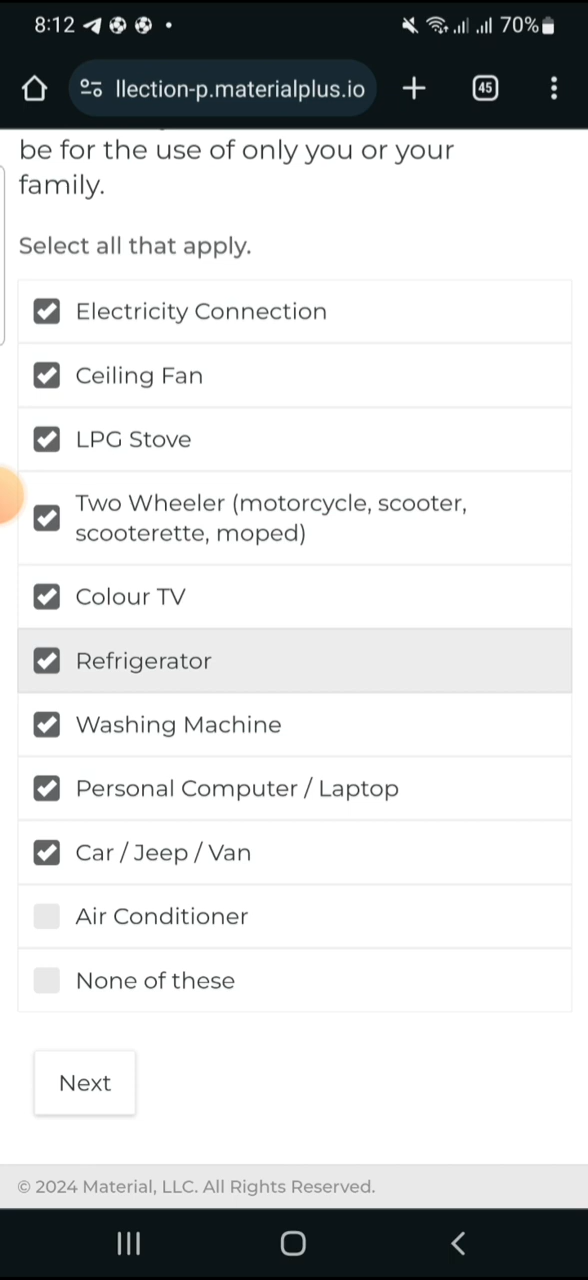 8:12
70%
llection-p.materialplus.io
45
be for the use of only you or your
family.
Select all that apply.
Electricity Connection
Ceiling Fan
LPG Stove
Two Wheeler (motorcycle, scooter,
scooterette, moped)
Colour TV
Refrigerator
Washing Machine
Personal Computer / Laptop
Car / Jeep / Van
Air Conditioner
None of these
Next
© 2024 Material, LLC. All Rights Reserved.